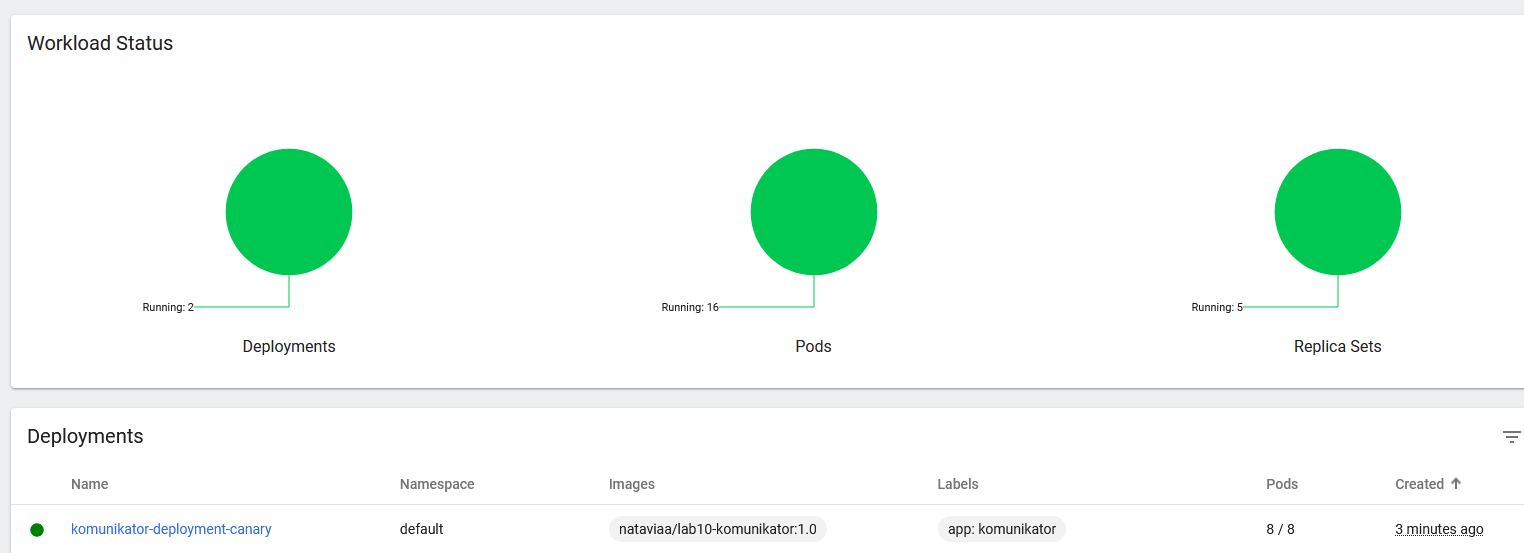 Workload Status
Running: 2
Running: 16
Running: 5
Deployments
Pods
Replica Sets
Deployments
Name Namespace Images Labels Pods Created
komunikator-deployment-canary default nataviaa/lab10-komunikator:1.0 app: komunikator 8 / 8 3 minutes ago